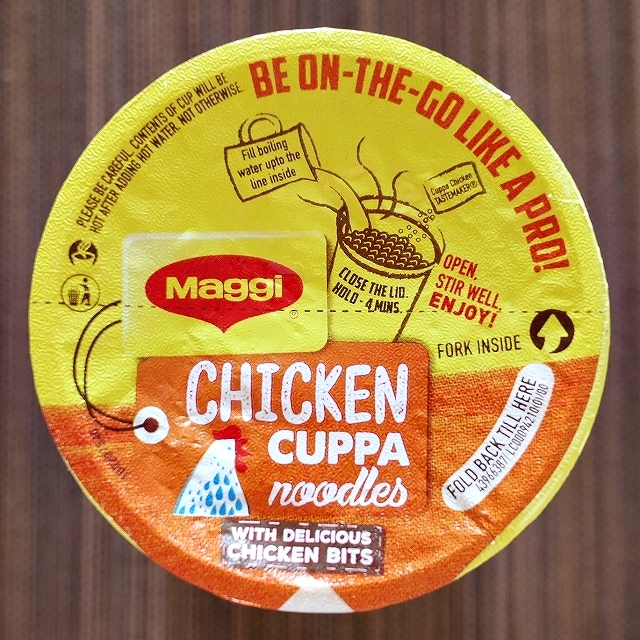 BE ON-THE-GO LIKE A PRO!
PLEASE BE CAREFUL. CONTENTS OF CUP WILL BE
HOT AFTER ADDING HOT WATER, NOT OTHERWISE
Fill boiling
water upto the
line inside
Cuppa Chicken
TASTEMAKER®
CLOSE THE LID.
HOLD - 4 MINS.
OPEN,
STIR WELL,
ENJOY!
Maggi
®
FORK INSIDE
FOLD BACK TILL HERE
CHICKEN
CUPPA
noodles
WITH DELICIOUS
CHICKEN BITS